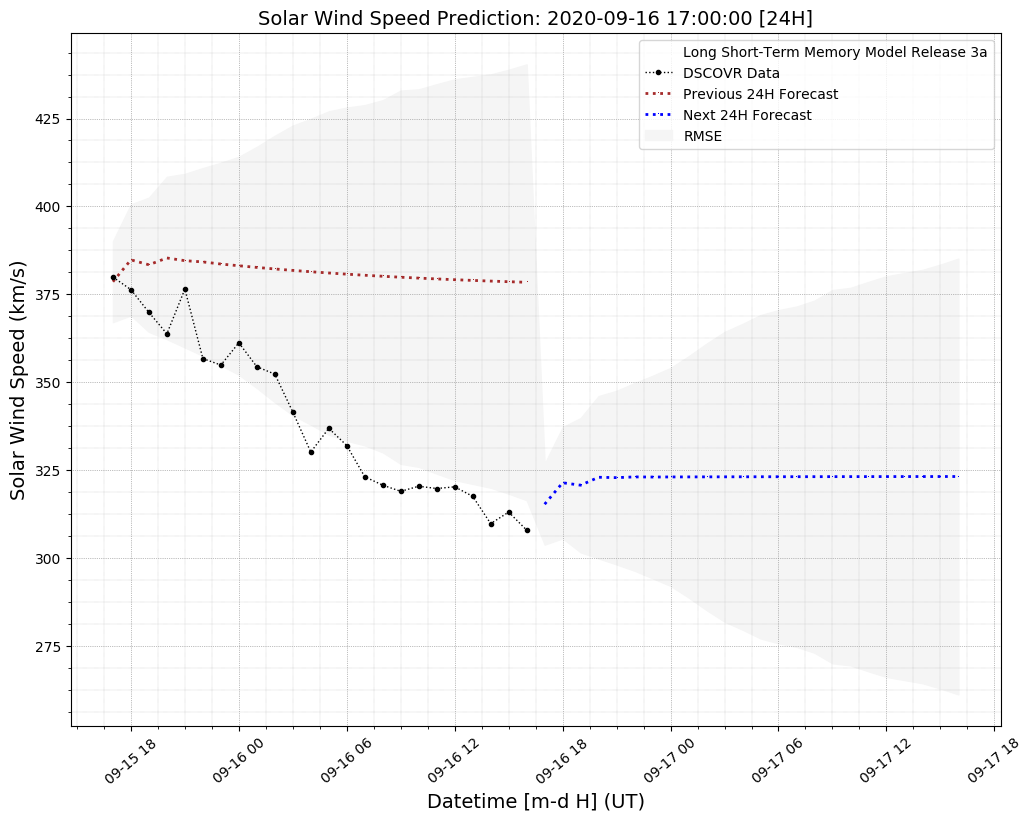 Solar Wind Speed Prediction: 2020-09-16 17:00:00 [24H]
Long Short-Term Memory Model Release 3a
DSCOVR Data
Previous 24H Forecast
Next 24H Forecast
RMSE
Solar Wind Speed (km/s)
425
400
375
350
325
300
275
09-15 18
09-16 00
09-16 06
09-16 12
09-16 18
09-17 00
09-17 06
09-17 12
09-17 18
Datetime [m-d H] (UT)